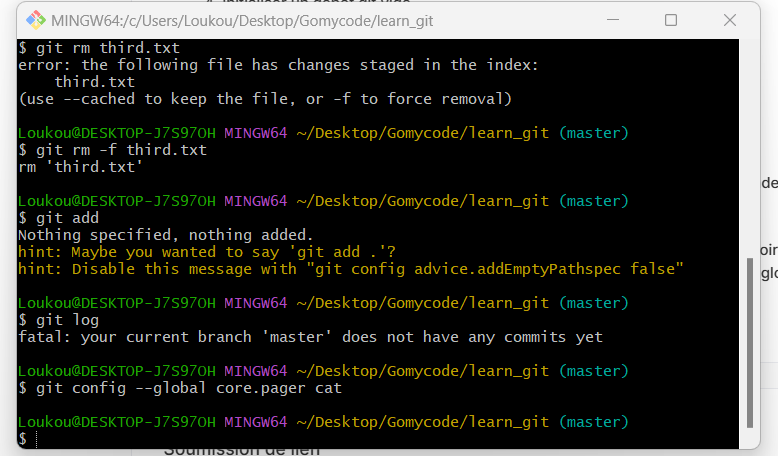 MINGW64:/c/Users/Loukou/Desktop/Gomycode/learn_git
$ git rm third.txt
error: the following file has changes staged in the index:
    third.txt
(use --cached to keep the file, or -f to force removal)
Loukou@DESKTOP-J7S97OH MINGW64 ~/Desktop/Gomycode/learn_git (master)
$ git rm -f third.txt
rm 'third.txt'
Loukou@DESKTOP-J7S97OH MINGW64 ~/Desktop/Gomycode/learn_git (master)
$ git add
Nothing specified, nothing added.
hint: Maybe you wanted to say 'git add .'?
hint: Disable this message with "git config advice.addEmptyPathspec false"
Loukou@DESKTOP-J7S97OH MINGW64 ~/Desktop/Gomycode/learn_git (master)
$ git log
fatal: your current branch 'master' does not have any commits yet
Loukou@DESKTOP-J7S97OH MINGW64 ~/Desktop/Gomycode/learn_git (master)
$ git config --global core.pager cat
Loukou@DESKTOP-J7S97OH MINGW64 ~/Desktop/Gomycode/learn_git (master)
$
de
oir
glo
Soumission de lien